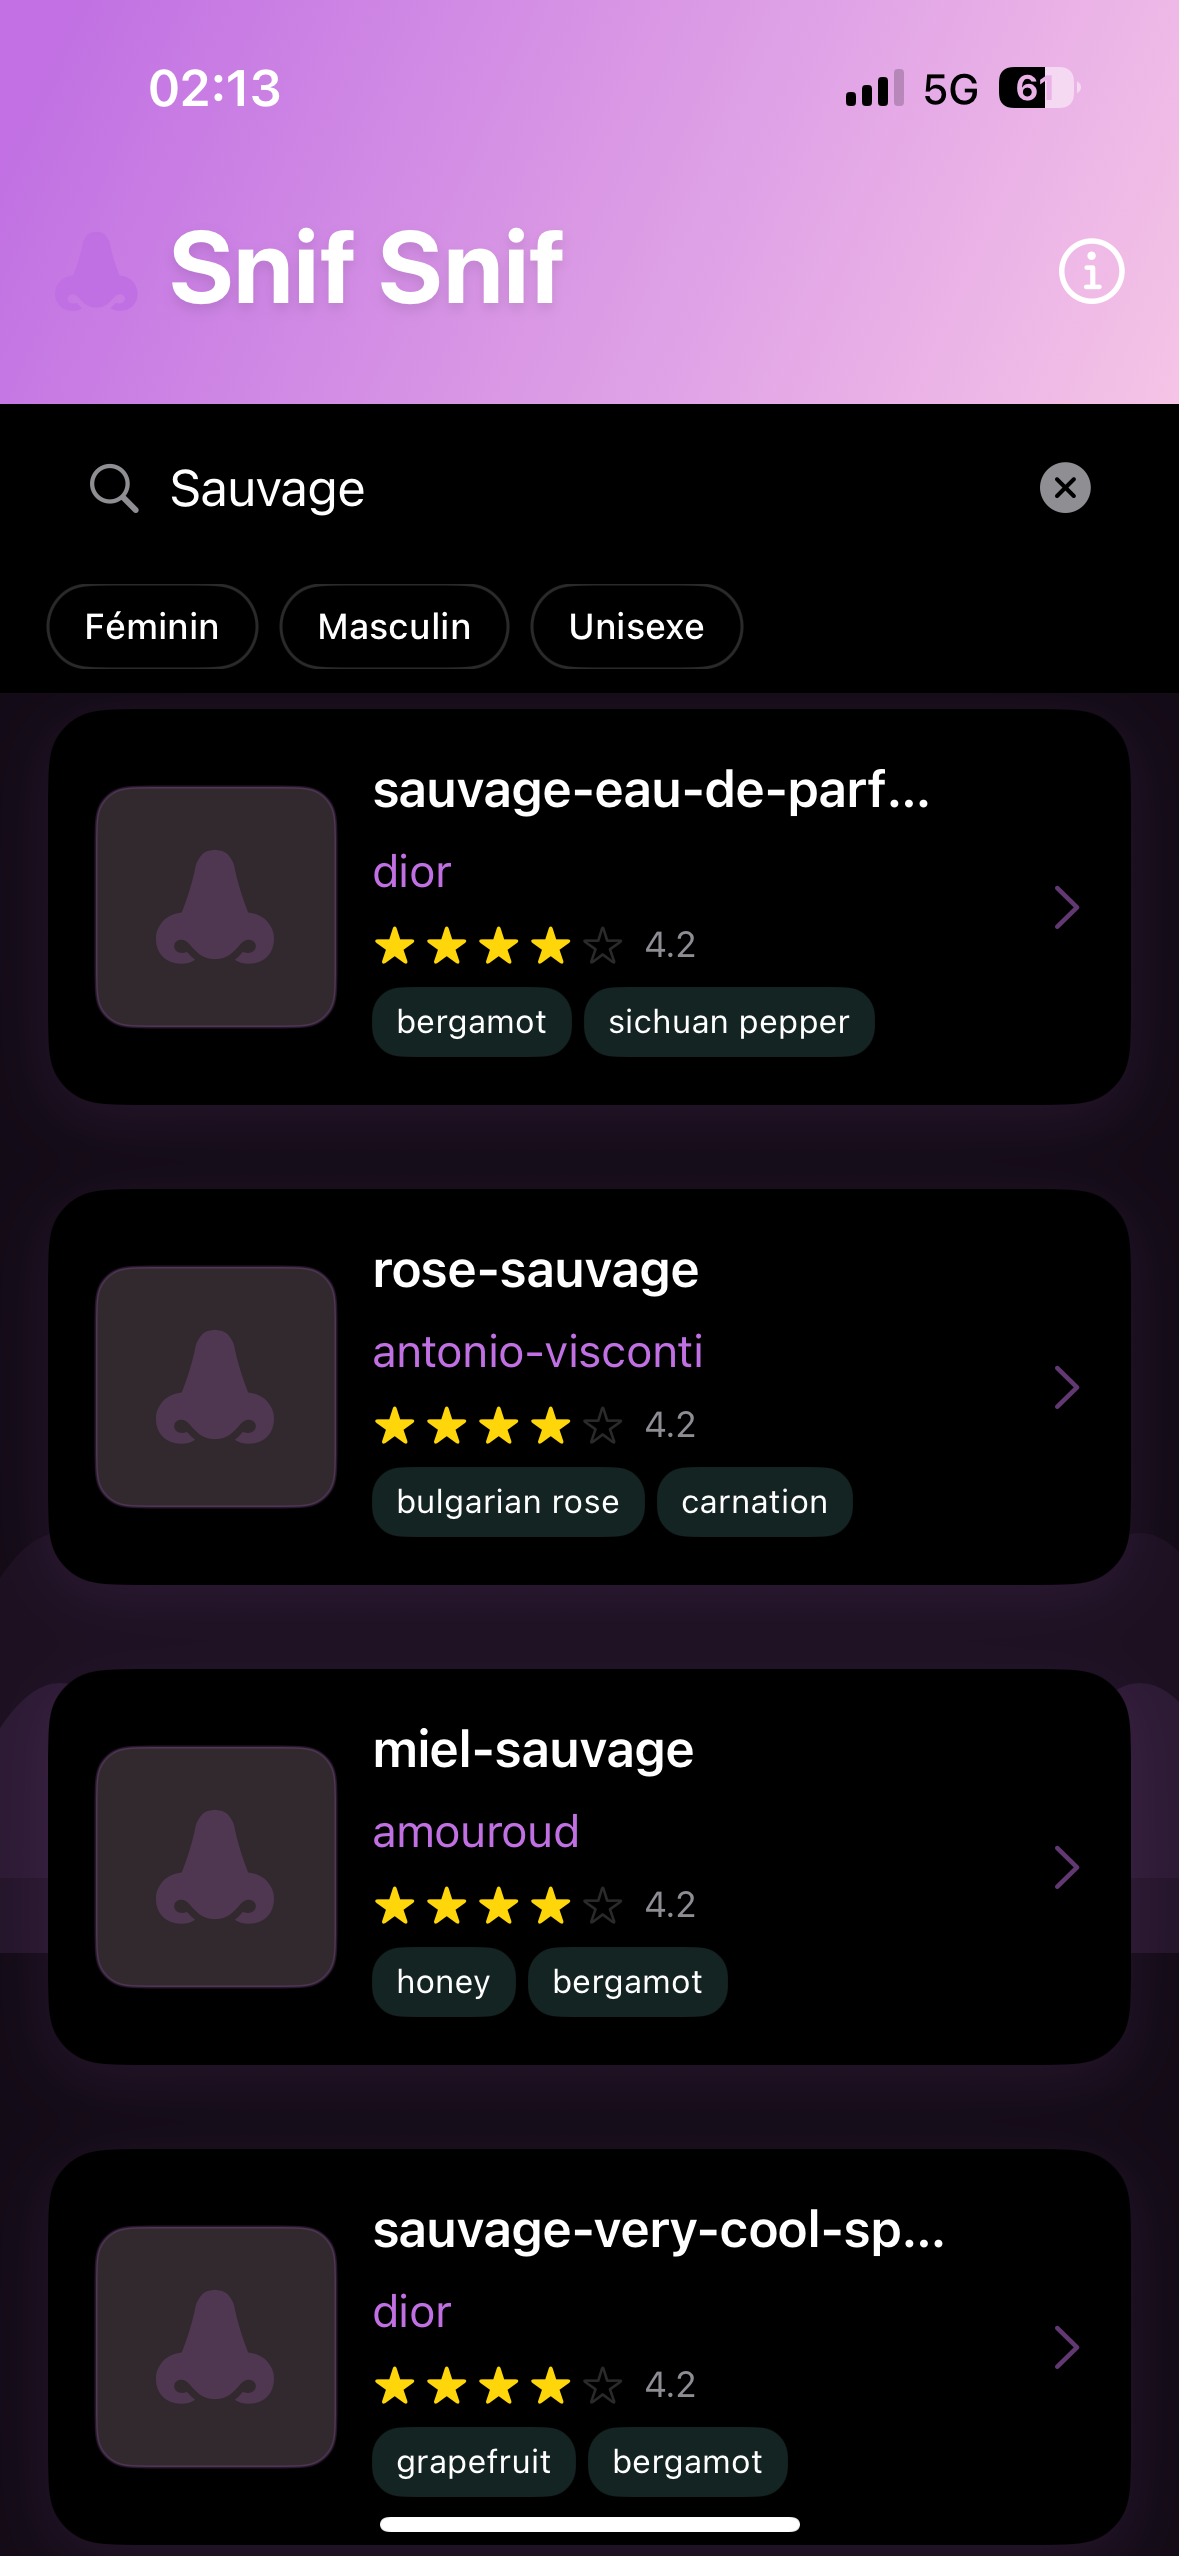 02:13
5G
61
Snif Snif
Sauvage
Féminin
Masculin
Unisexe
sauvage-eau-de-parf...
dior
4.2
bergamot
sichuan pepper
rose-sauvage
antonio-visconti
4.2
bulgarian rose
carnation
miel-sauvage
amouroud
4.2
honey
bergamot
sauvage-very-cool-sp...
dior
4.2
grapefruit
bergamot